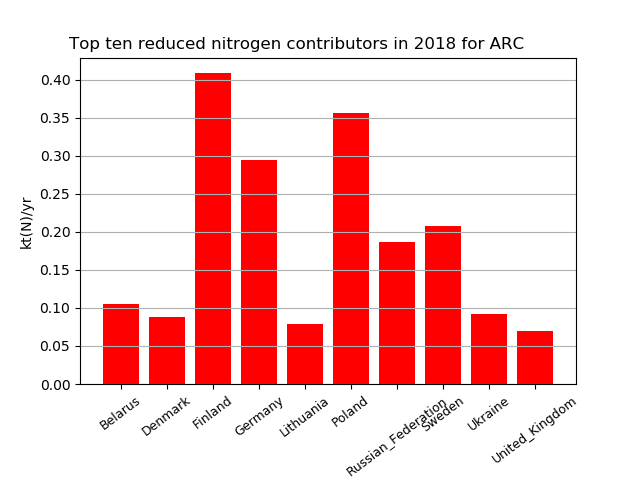 Top ten reduced nitrogen contributors in 2018 for ARC
kt(N)/yr
0.40
0.35
0.30
0.25
0.20
0.15
0.10
0.05
0.00
Belarus
Denmark
Finland
Germany
Lithuania
Poland
Russian_Federation
Sweden
Ukraine
United_Kingdom